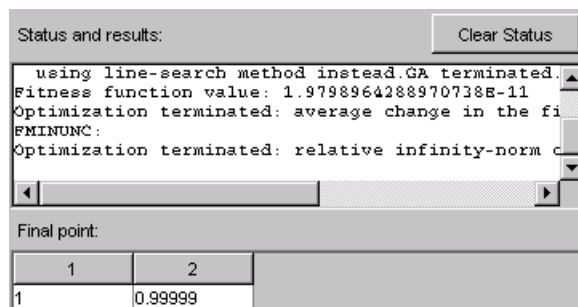 Status and results:
Clear Status
using line-search method instead.GA terminated.
Fitness function value: 1.9798964288970738E-11
Optimization terminated: average change in the fi
FMINUNC:
Optimization terminated: relative infinity-norm
Final point:
1 2
1 0.99999